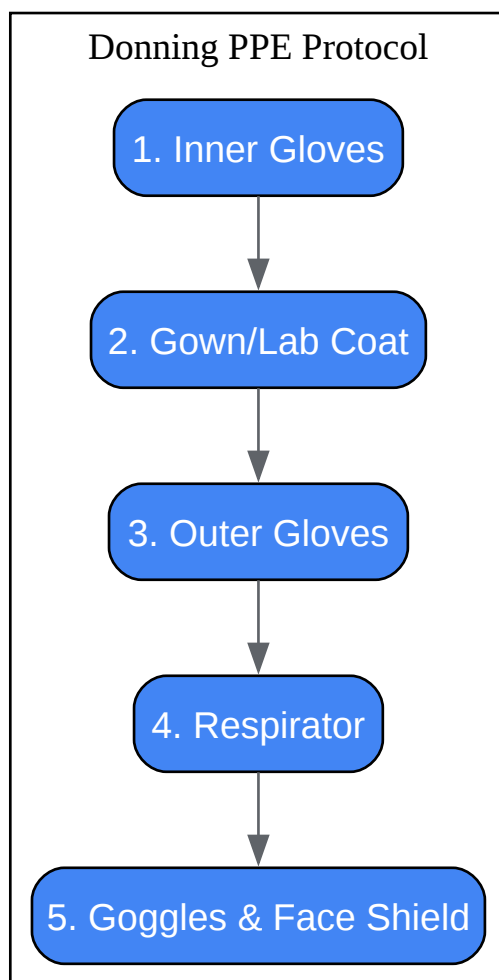 Donning PPE Protocol
1. Inner Gloves
2. Gown/Lab Coat
3. Outer Gloves
4. Respirator
5. Goggles & Face Shield